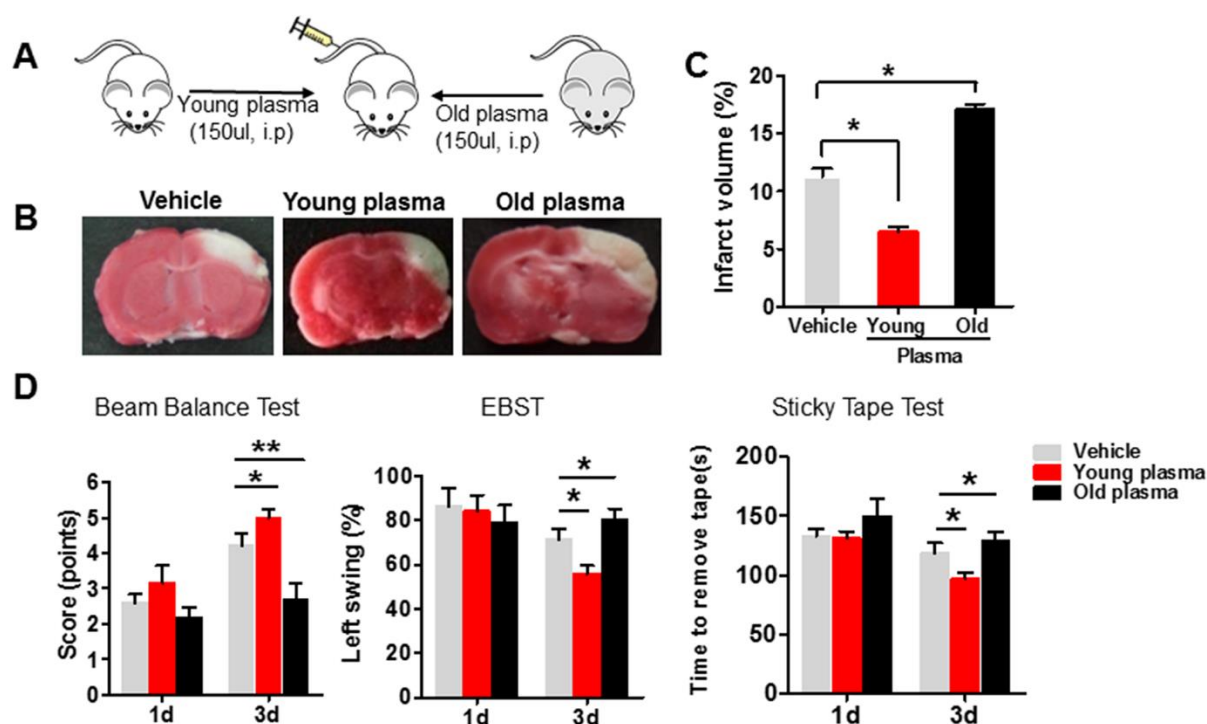 A
Young plasma
(150ul, i.p)
Old plasma
(150ul, i.p)
B
Vehicle
Young plasma
Old plasma
C
Infarct volume (%)
20
15
10
5
0
Vehicle Young Old
Plasma
*
*
D
Beam Balance Test
Score (points)
6
5
4
3
2
1
0
**
*
1d 3d
EBST
Left swing (%)
100
80
60
40
20
0
*
*
1d 3d
Sticky Tape Test
Time to remove tape(s)
200
150
100
50
0
*
*
1d 3d
Vehicle
Young plasma
Old plasma